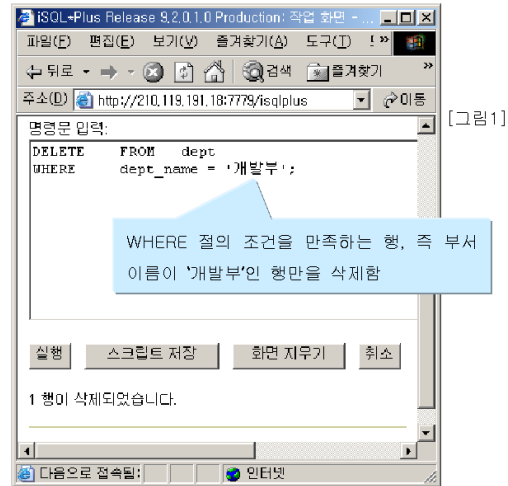 iSQL*Plus Release 9.2.0.1.0 Production: 작업 화면 - ...
파일(F) 편집(E) 보기(V) 즐겨찾기(A) 도구(T) »
뒤로 검색 즐겨찾기 »
주소(D) http://210.119.191.18:7779/isqlplus 이동
[그림1]
명령문 입력:
DELETE FROM dept
WHERE dept_name = '개발부';
WHERE 절의 조건을 만족하는 행, 즉 부서
이름이 '개발부'인 행만을 삭제함
실행 스크립트 저장 화면 지우기 취소
1 행이 삭제되었습니다.
다음으로 접속됨: 인터넷